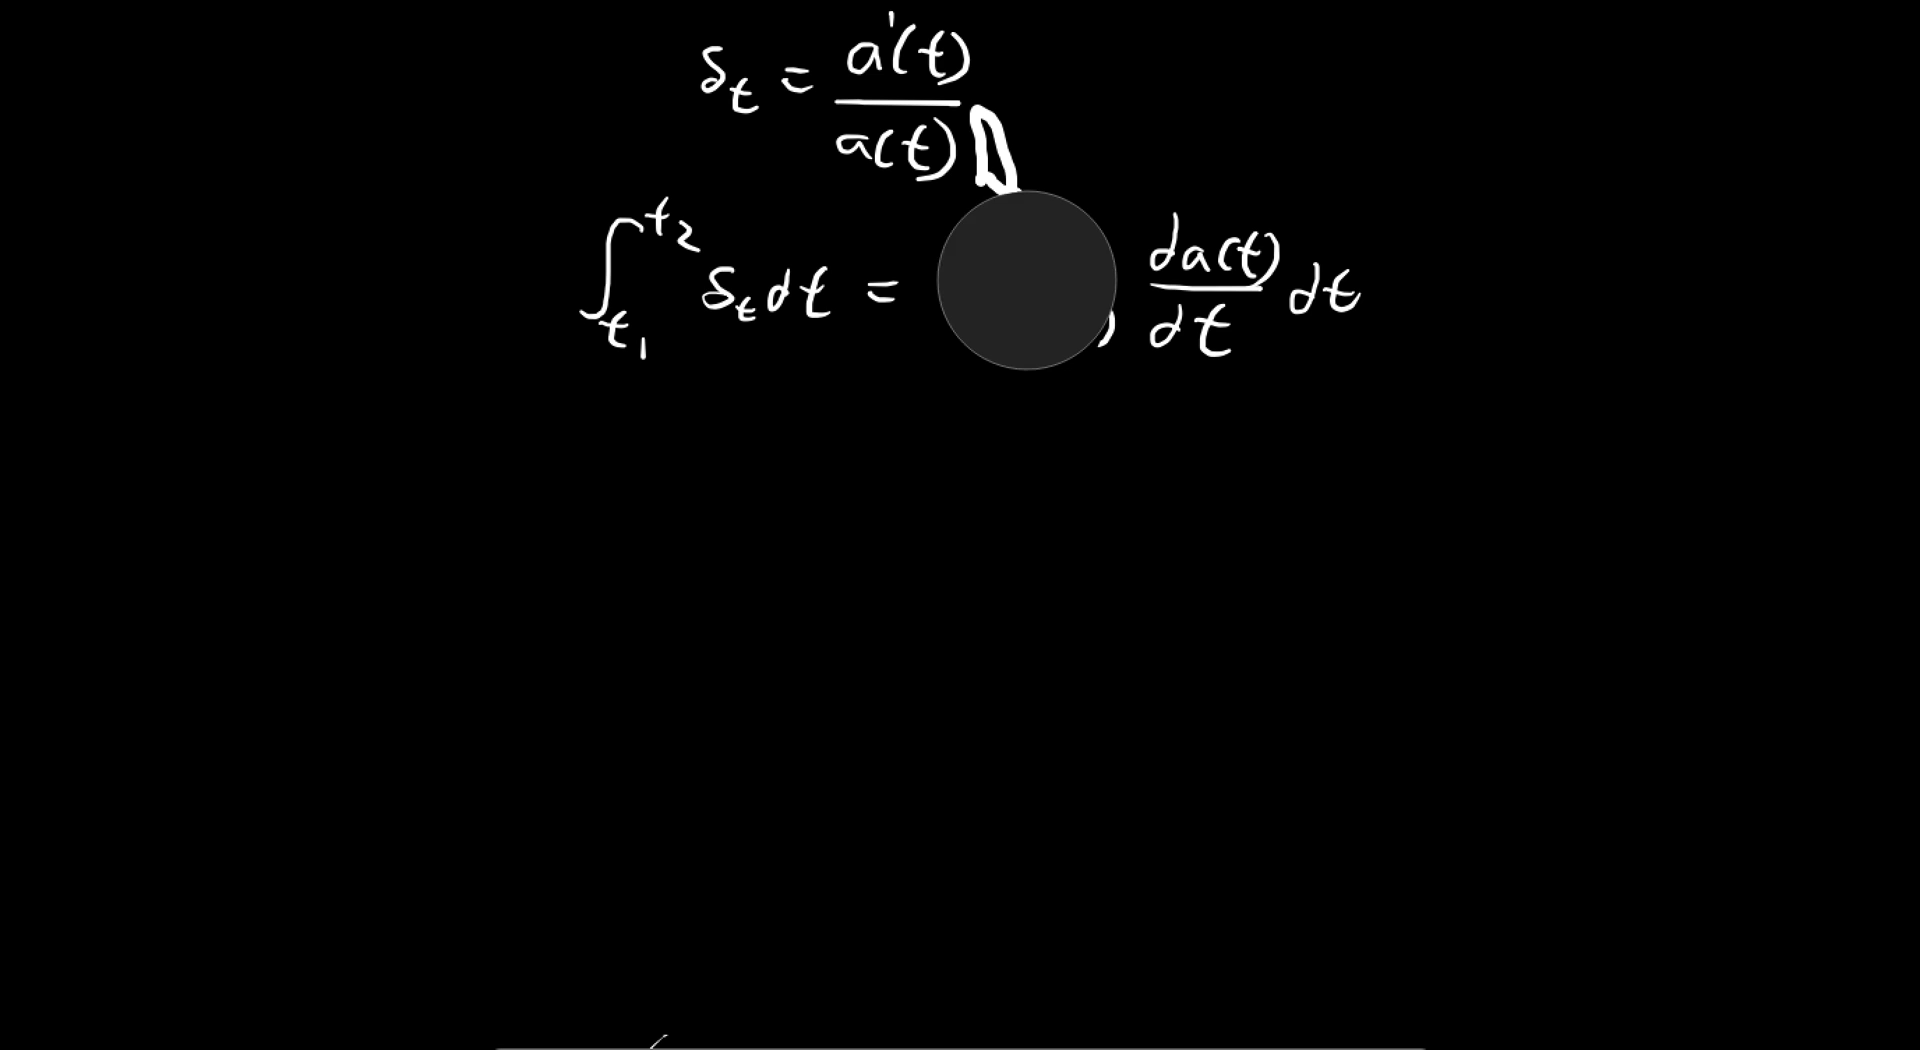 δ_t = a'(t) / a(t)
∫_{t_1}^{t_2} δ_t dt = ) da(t)/dt dt